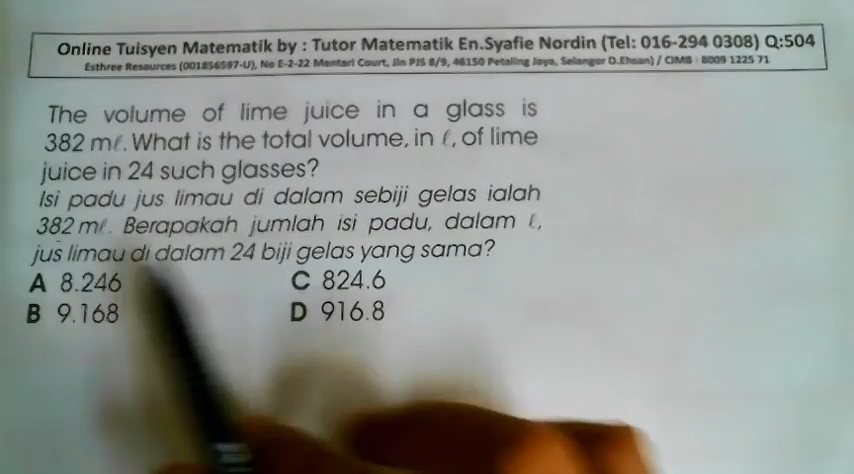 Online Tuisyen Matematik by : Tutor Matematik En.Syafie Nordin (Tel: 016-294 0308) Q:504
Esthree Resources (001856597-U), No E-2-22 Mentari Court, Jln PJS 8/9, 46150 Petaling Jaya, Selangor D.Ehsan) / CIMB : 8009 1225 71
The volume of lime juice in a glass is
382 mℓ. What is the total volume, in ℓ, of lime
juice in 24 such glasses?
Isi padu jus limau di dalam sebiji gelas ialah
382 mℓ. Berapakah jumlah isi padu, dalam ℓ,
jus limau di dalam 24 biji gelas yang sama?
A 8.246 C 824.6
B 9.168 D 916.8